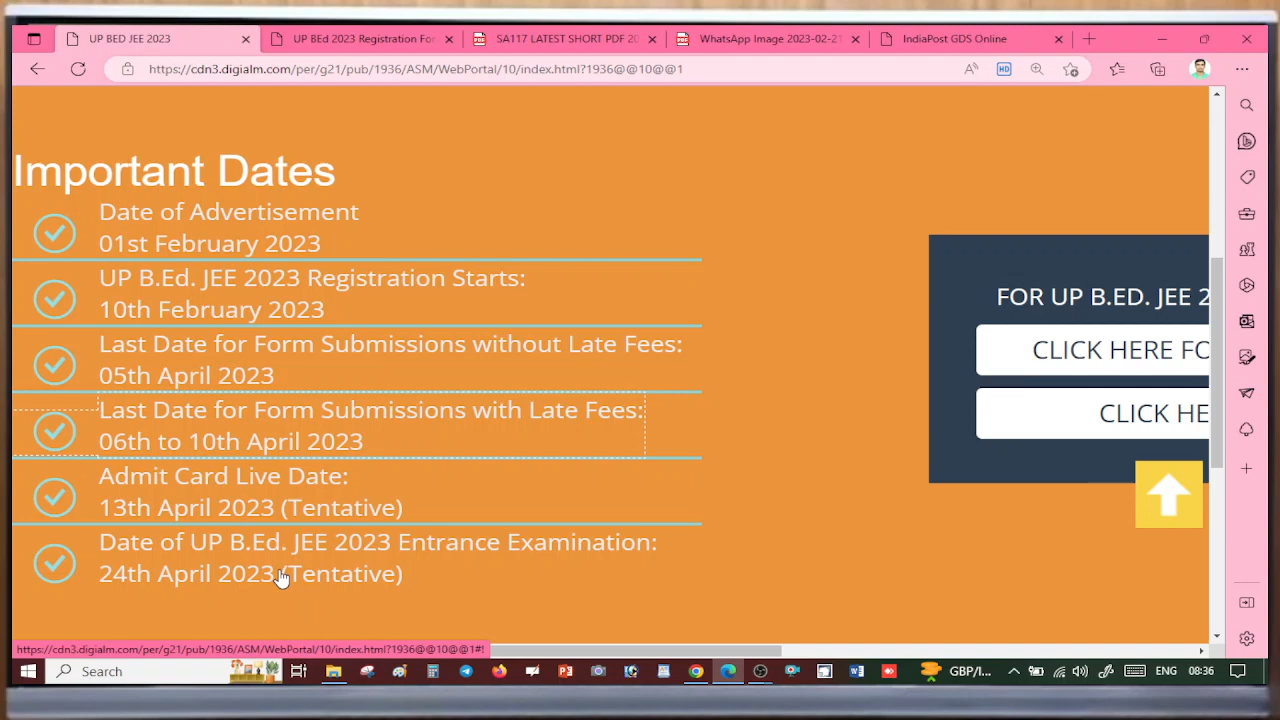 UP BED JEE 2023
UP BEd 2023 Registration For
SA117 LATEST SHORT PDF 20
WhatsApp Image 2023-02-21
IndiaPost GDS Online
https://cdn3.digialm.com/per/g21/pub/1936/ASM/WebPortal/10/index.html?1936@@10@@1
HD
Important Dates
Date of Advertisement
01st February 2023
UP B.Ed. JEE 2023 Registration Starts:
10th February 2023
Last Date for Form Submissions without Late Fees:
05th April 2023
Last Date for Form Submissions with Late Fees:
06th to 10th April 2023
Admit Card Live Date:
13th April 2023 (Tentative)
Date of UP B.Ed. JEE 2023 Entrance Examination:
24th April 2023 (Tentative)
FOR UP B.ED. JEE 2
CLICK HERE FO
CLICK HE
https://cdn3.digialm.com/per/g21/pub/1936/ASM/WebPortal/10/index.html?1936@@10@@1#!
Search
GBP/I...
ENG
08:36